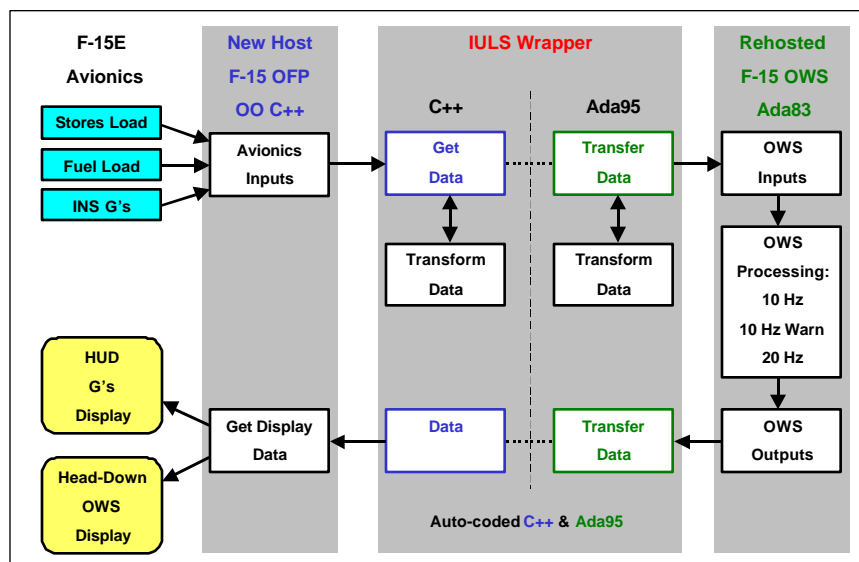 F-15E
Avionics
New Host
F-15 OFP
OO C++
IULS Wrapper
C++
Ada95
Rehosted
F-15 OWS
Ada83
Stores Load
Fuel Load
INS G's
Avionics
Inputs
Get
Data
Transfer
Data
OWS
Inputs
Transform
Data
Transform
Data
OWS
Processing:
10 Hz
10 Hz Warn
20 Hz
HUD
G's
Display
Head-Down
OWS
Display
Get Display
Data
Data
Transfer
Data
OWS
Outputs
Auto-coded C++ & Ada95